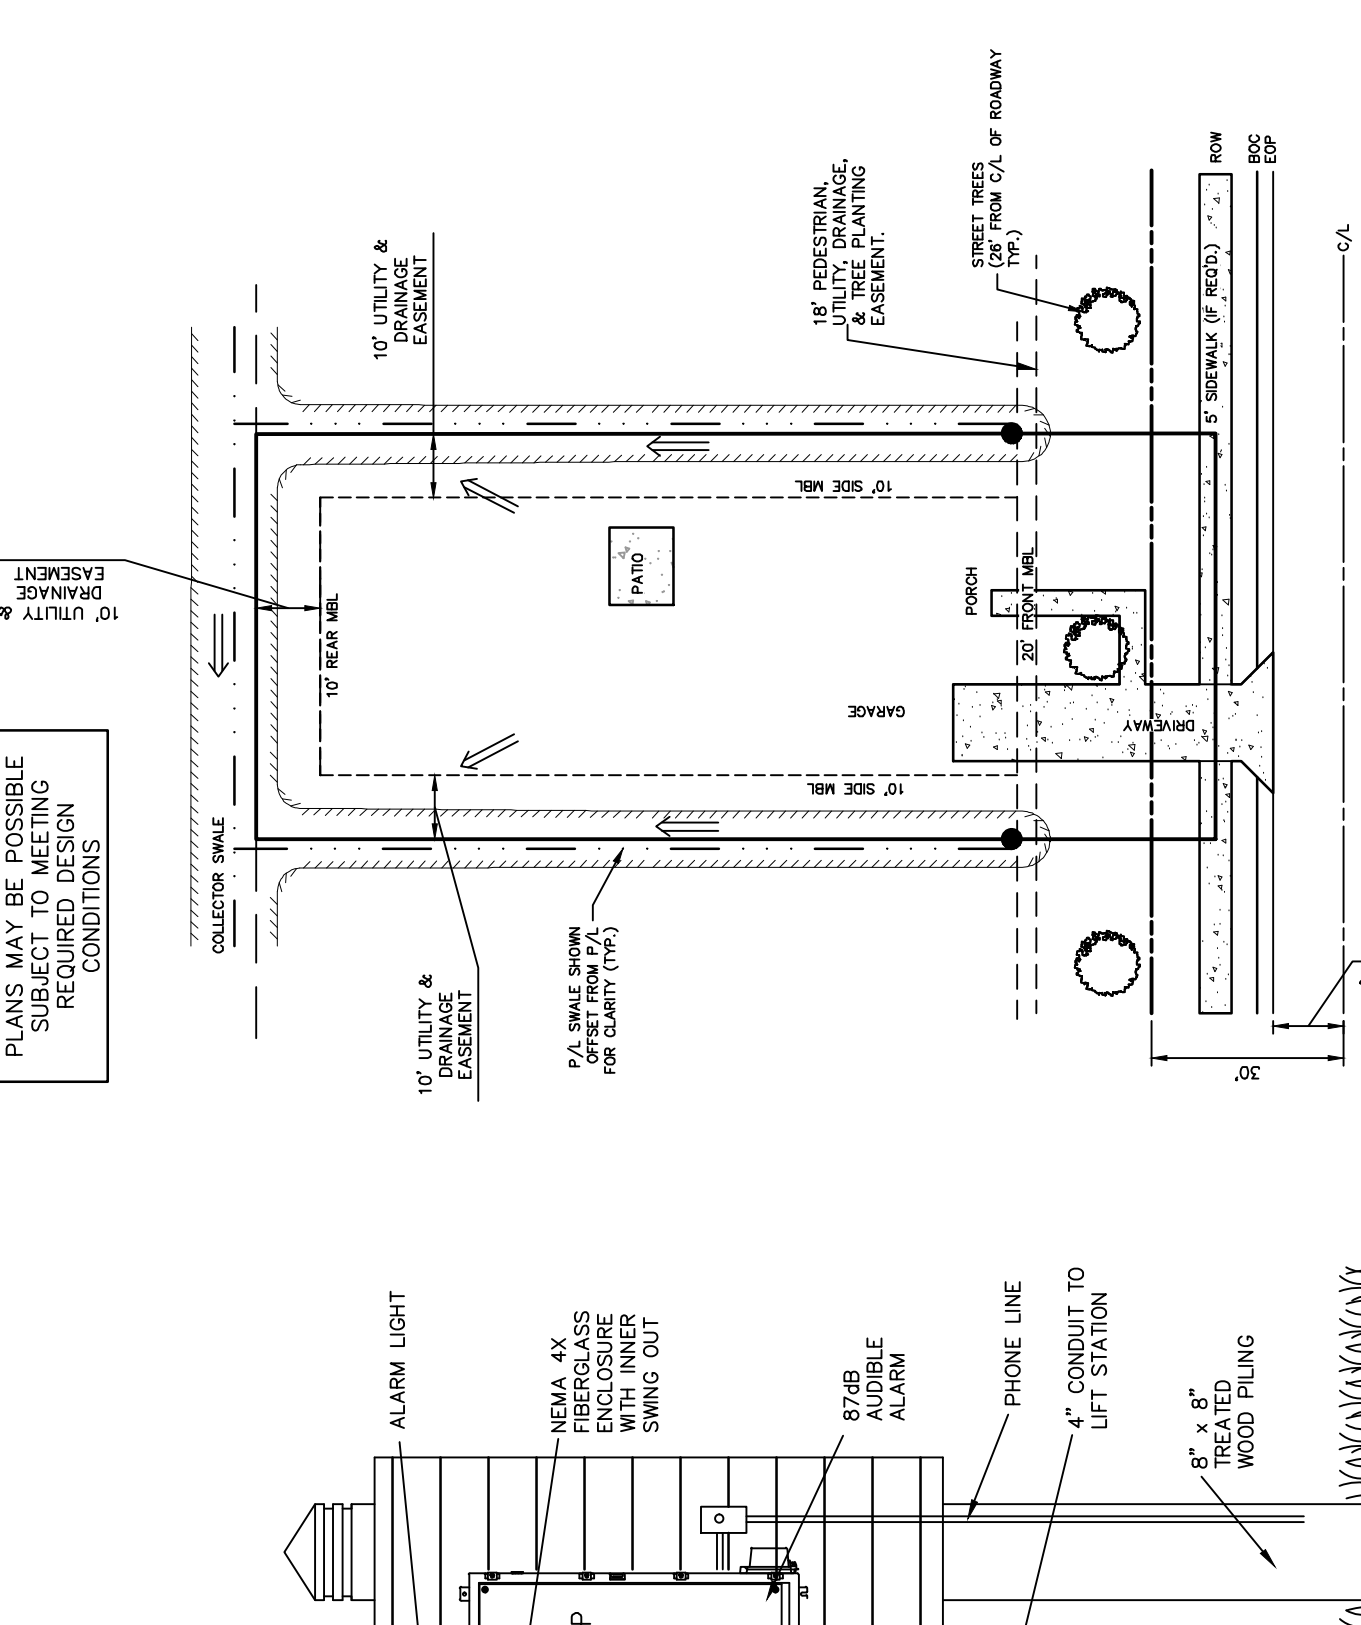 PLANS MAY BE POSSIBLE
SUBJECT TO MEETING
REQUIRED DESIGN
CONDITIONS
10' UTILITY &
DRAINAGE
EASEMENT
COLLECTOR SWALE
10' REAR MBL
10' UTILITY &
DRAINAGE
EASEMENT
10' UTILITY &
DRAINAGE
EASEMENT
P/L SWALE SHOWN
OFFSET FROM P/L
FOR CLARITY (TYP.)
10' SIDE MBL
10' SIDE MBL
PATIO
GARAGE
PORCH
20' FRONT MBL
DRIVEWAY
18' PEDESTRIAN,
UTILITY, DRAINAGE,
& TREE PLANTING
EASEMENT.
STREET TREES
(26' FROM C/L OF ROADWAY
TYP.)
5' SIDEWALK (IF REQ'D.)
ROW
BOC
EOP
C/L
30'
ALARM LIGHT
NEMA 4X
FIBERGLASS
ENCLOSURE
WITH INNER
SWING OUT
87dB
AUDIBLE
ALARM
PHONE LINE
4" CONDUIT TO
LIFT STATION
8" x 8"
TREATED
WOOD PILING